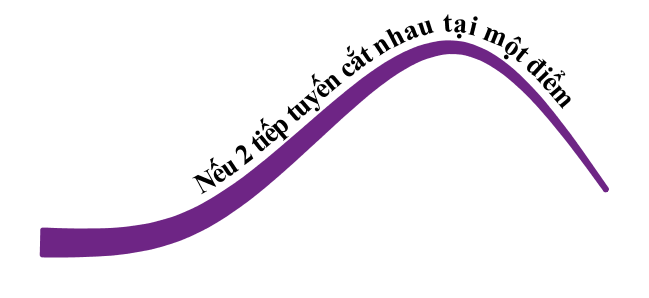 Nếu 2 tiếp tuyến cắt nhau tại một điểm